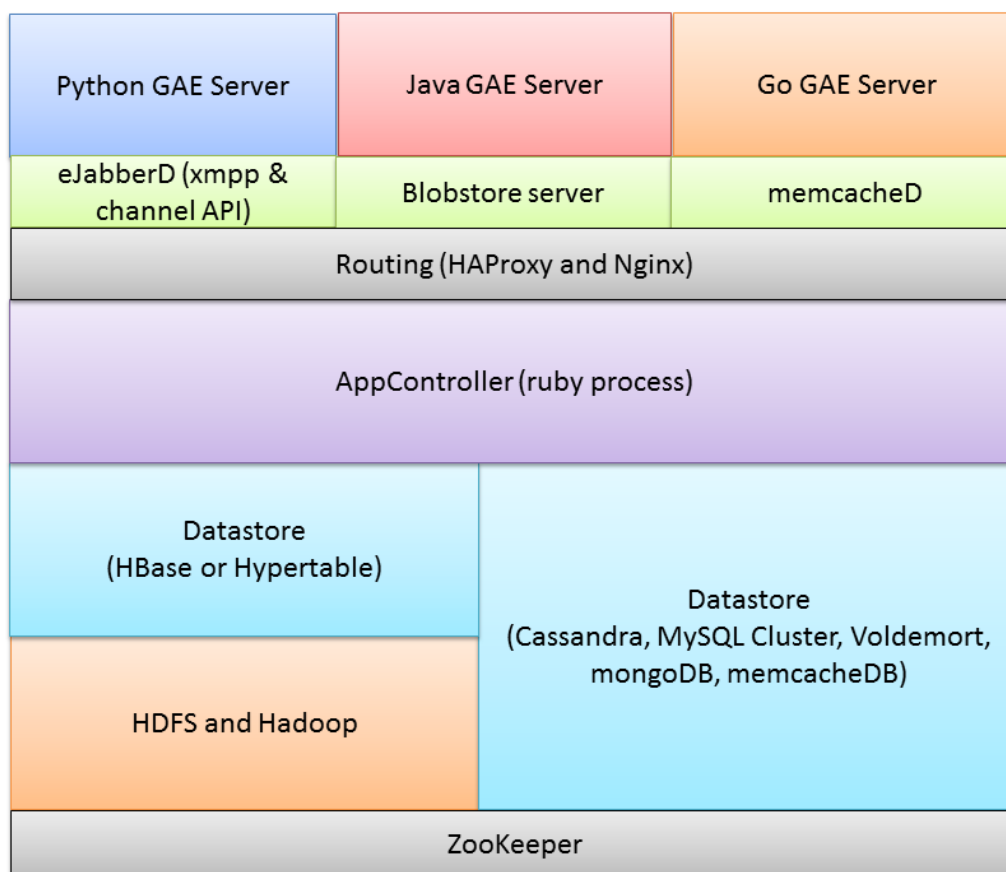 Python GAE Server
Java GAE Server
Go GAE Server
eJabberD (xmpp &
channel API)
Blobstore server
memcacheD
Routing (HAProxy and Nginx)
AppController (ruby process)
Datastore
(HBase or Hypertable)
Datastore
(Cassandra, MySQL Cluster, Voldemort,
mongoDB, memcacheDB)
HDFS and Hadoop
ZooKeeper